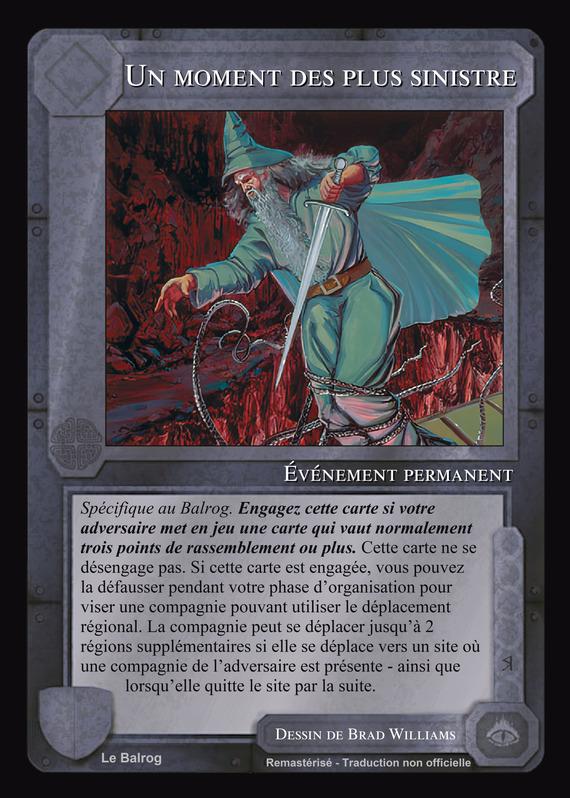 Un moment des plus sinistre
Événement permanent
Spécifique au Balrog. Engagez cette carte si votre
adversaire met en jeu une carte qui vaut normalement
trois points de rassemblement ou plus. Cette carte ne se
désengage pas. Si cette carte est engagée, vous pouvez
la défausser pendant votre phase d'organisation pour
viser une compagnie pouvant utiliser le déplacement
régional. La compagnie peut se déplacer jusqu'à 2
régions supplémentaires si elle se déplace vers un site où
une compagnie de l'adversaire est présente - ainsi que
lorsqu'elle quitte le site par la suite.
Dessin de Brad Williams
Le Balrog
Remastérisé - Traduction non officielle